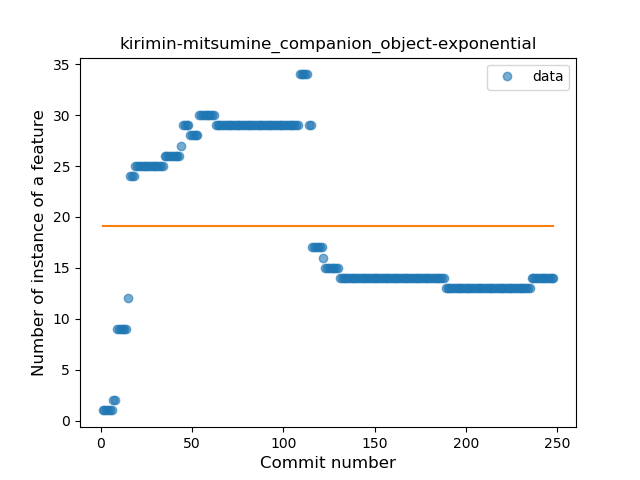 kirimin-mitsumine_companion_object-exponential
data
Number of instance of a feature
35
30
25
20
15
10
5
0
0 50 100 150 200 250
Commit number